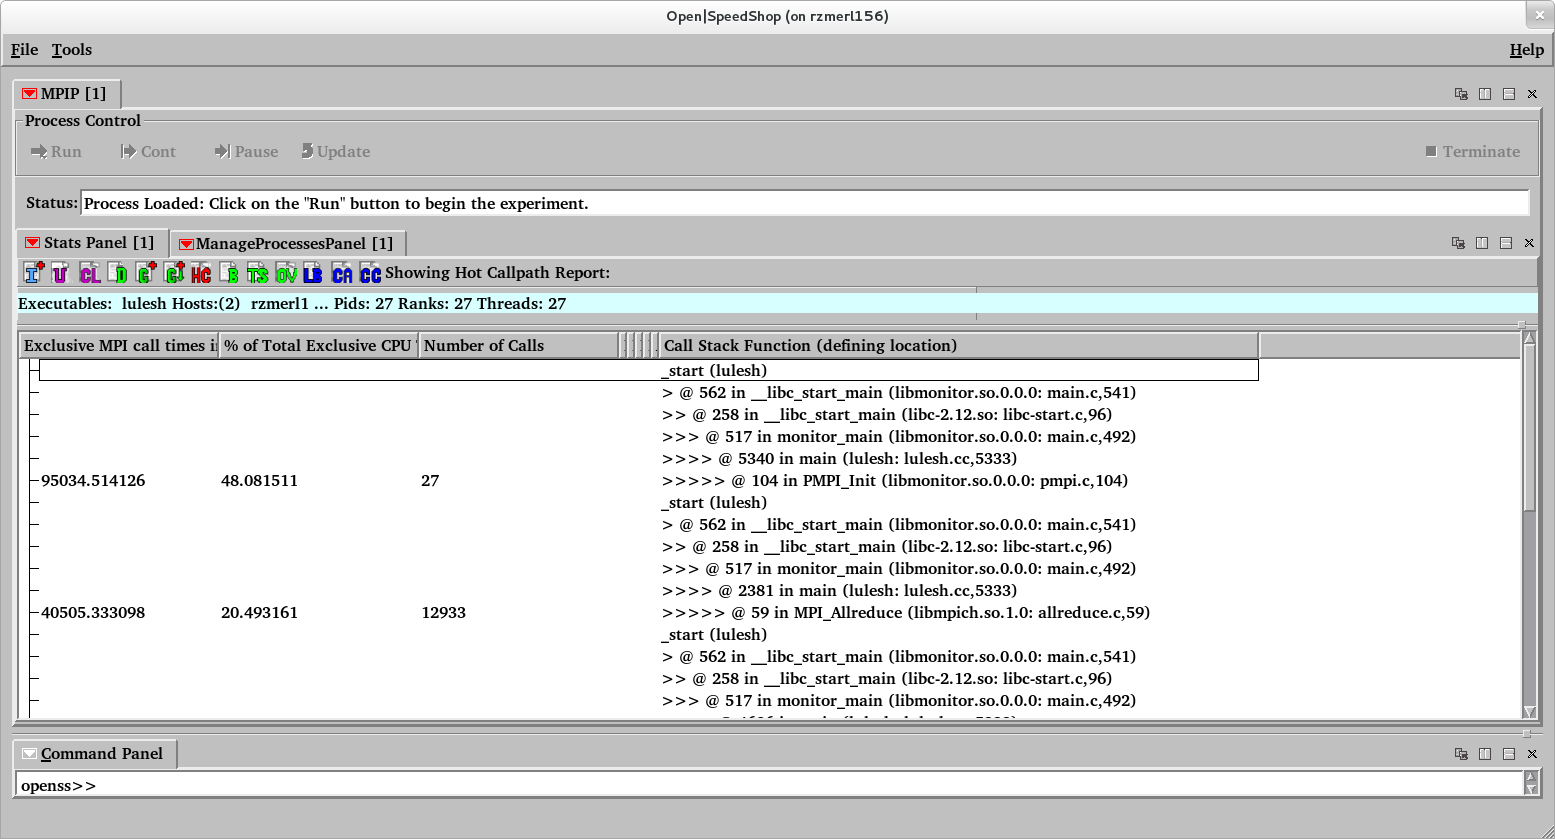 Open|SpeedShop (on rzmerl156)
File Tools Help
MPIP [1]
Process Control
Run Cont Pause Update Terminate
Status: Process Loaded: Click on the "Run" button to begin the experiment.
Stats Panel [1] ManageProcessesPanel [1]
I U CL D C C HC B TS OV LB CA CC Showing Hot Callpath Report:
Executables: lulesh Hosts:(2) rzmerl1 ... Pids: 27 Ranks: 27 Threads: 27
Exclusive MPI call times i % of Total Exclusive CPU Number of Calls Call Stack Function (defining location)
_start (lulesh)
> @ 562 in __libc_start_main (libmonitor.so.0.0.0: main.c,541)
>> @ 258 in __libc_start_main (libc-2.12.so: libc-start.c,96)
>>> @ 517 in monitor_main (libmonitor.so.0.0.0: main.c,492)
>>>> @ 5340 in main (lulesh: lulesh.cc,5333)
95034.514126 48.081511 27 >>>>> @ 104 in PMPI_Init (libmonitor.so.0.0.0: pmpi.c,104)
_start (lulesh)
> @ 562 in __libc_start_main (libmonitor.so.0.0.0: main.c,541)
>> @ 258 in __libc_start_main (libc-2.12.so: libc-start.c,96)
>>> @ 517 in monitor_main (libmonitor.so.0.0.0: main.c,492)
>>>> @ 2381 in main (lulesh: lulesh.cc,5333)
40505.333098 20.493161 12933 >>>>> @ 59 in MPI_Allreduce (libmpich.so.1.0: allreduce.c,59)
_start (lulesh)
> @ 562 in __libc_start_main (libmonitor.so.0.0.0: main.c,541)
>> @ 258 in __libc_start_main (libc-2.12.so: libc-start.c,96)
>>> @ 517 in monitor_main (libmonitor.so.0.0.0: main.c,492)
Command Panel
openss>>